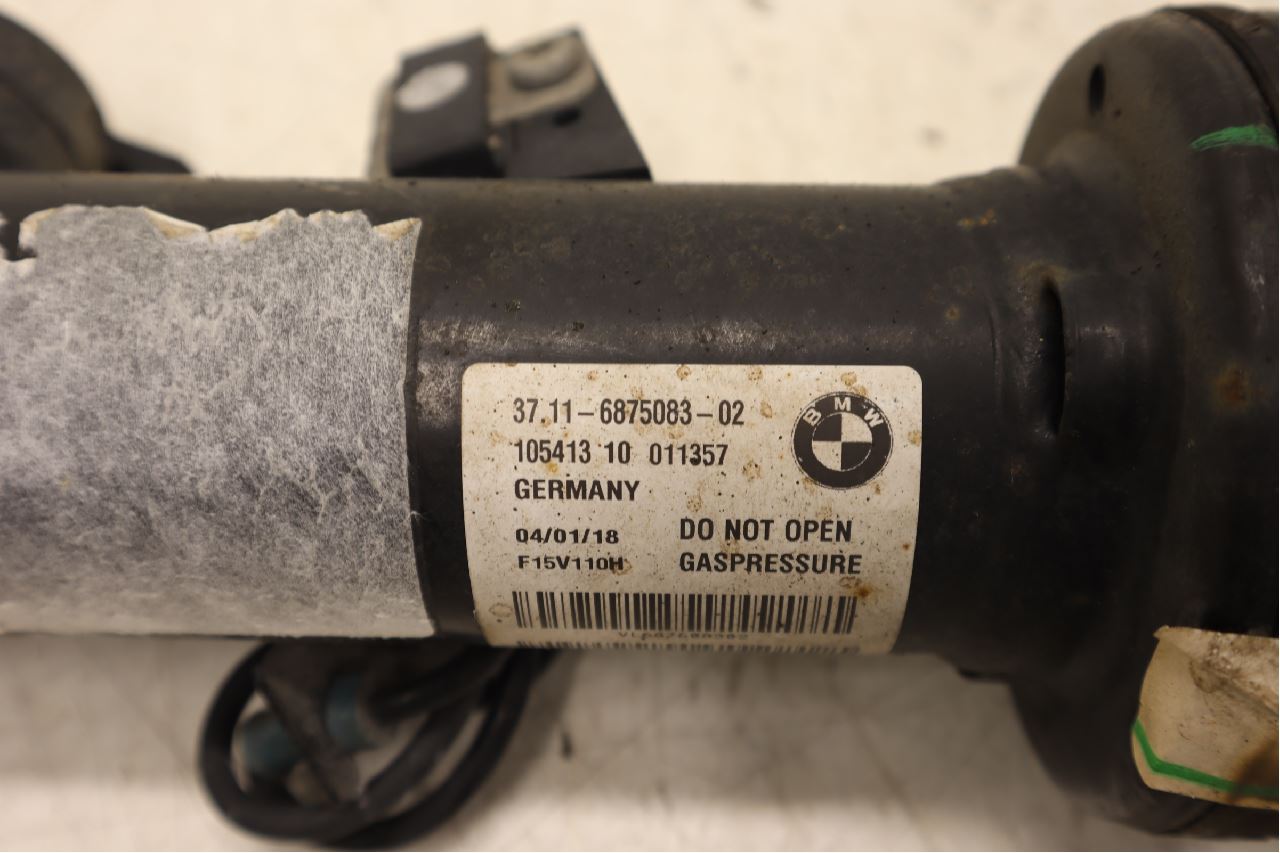 37.11-6875083-02
BMW
105413 10 011357
GERMANY
04/01/18 DO NOT OPEN
F15V110H GASPRESSURE